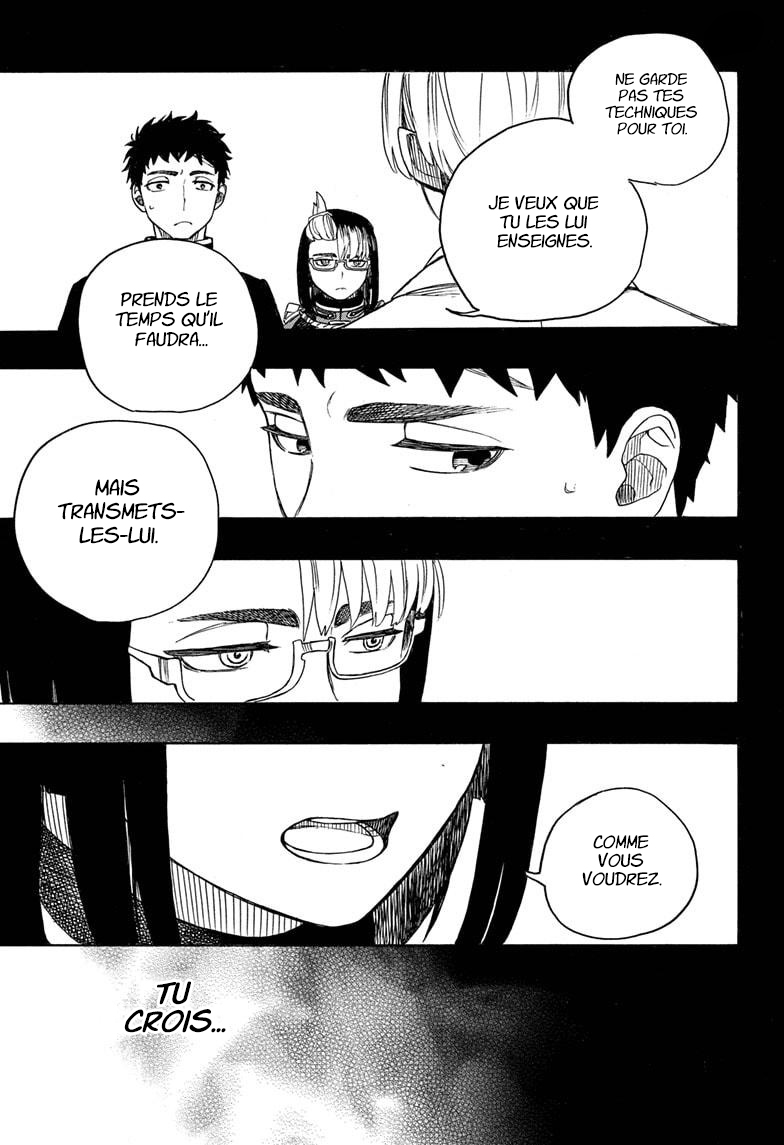 NE GARDE
PAS TES
TECHNIQUES
POUR TOI.
JE VEUX QUE
TU LES LUI
ENSEIGNES.
PRENDS LE
TEMPS QU'IL
FAUDRA...
MAIS
TRANSMETS-
LES-LUI.
COMME
VOUS
VOUDREZ.
TU
CROIS...